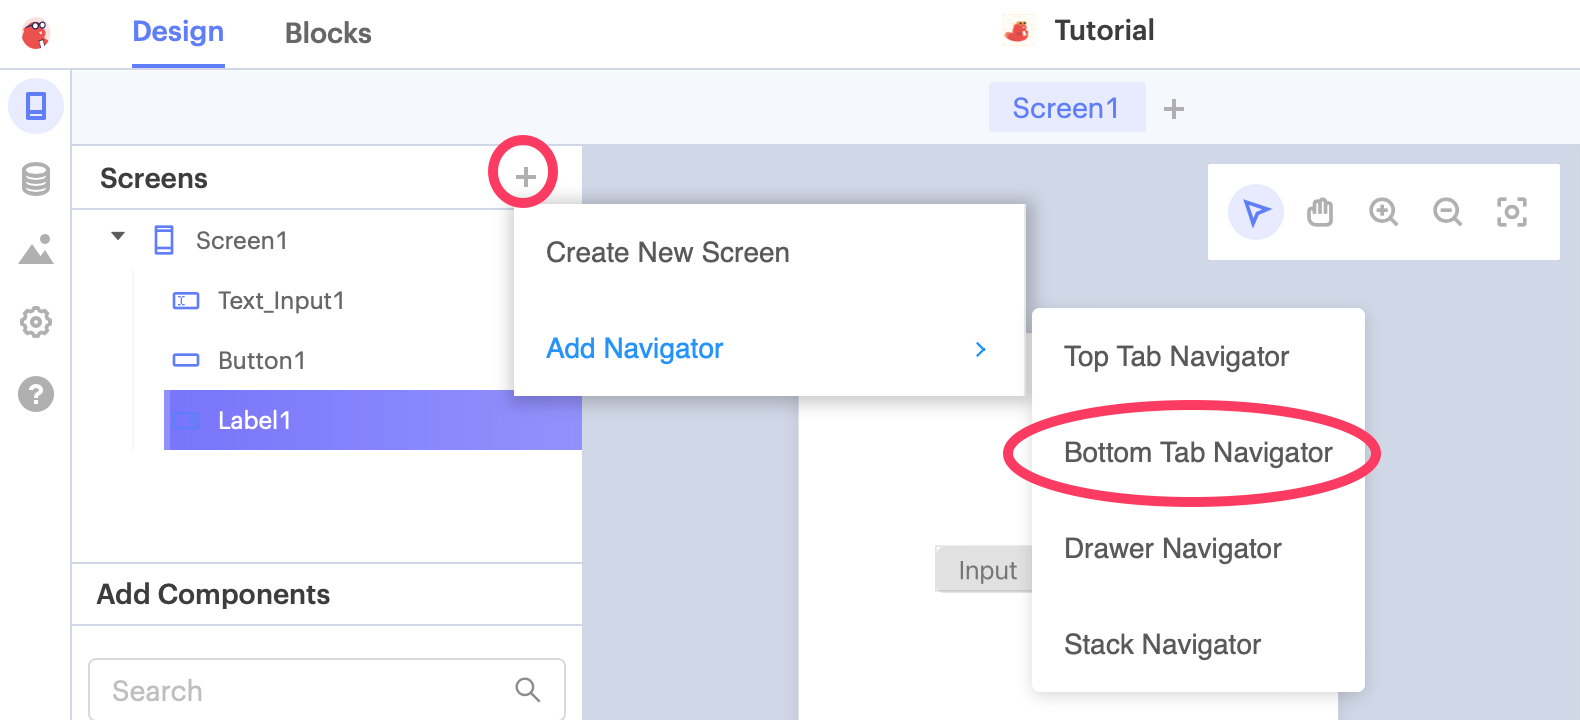 Design
Blocks
Tutorial
Screen1
Screens
Screen1
Text_Input1
Button1
Label1
Create New Screen
Add Navigator
Top Tab Navigator
Bottom Tab Navigator
Drawer Navigator
Stack Navigator
Input
Add Components
Search